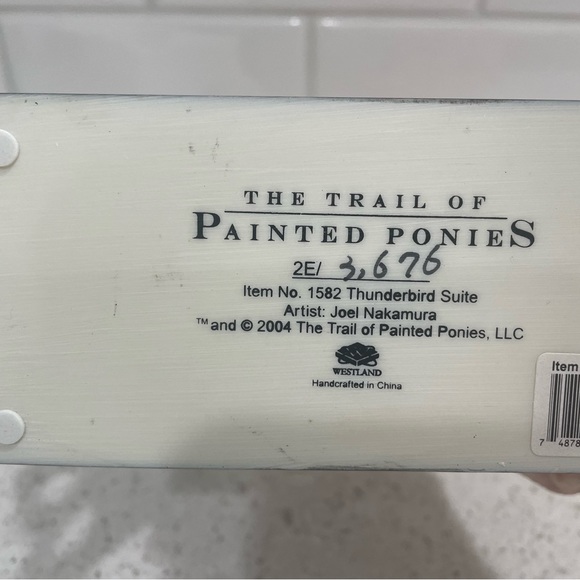 THE TRAIL OF
PAINTED PONIES
2E/ 3,676
Item No. 1582 Thunderbird Suite
Artist: Joel Nakamura
™ and © 2004 The Trail of Painted Ponies, LLC
WESTLAND
Handcrafted in China
Item
7 4878